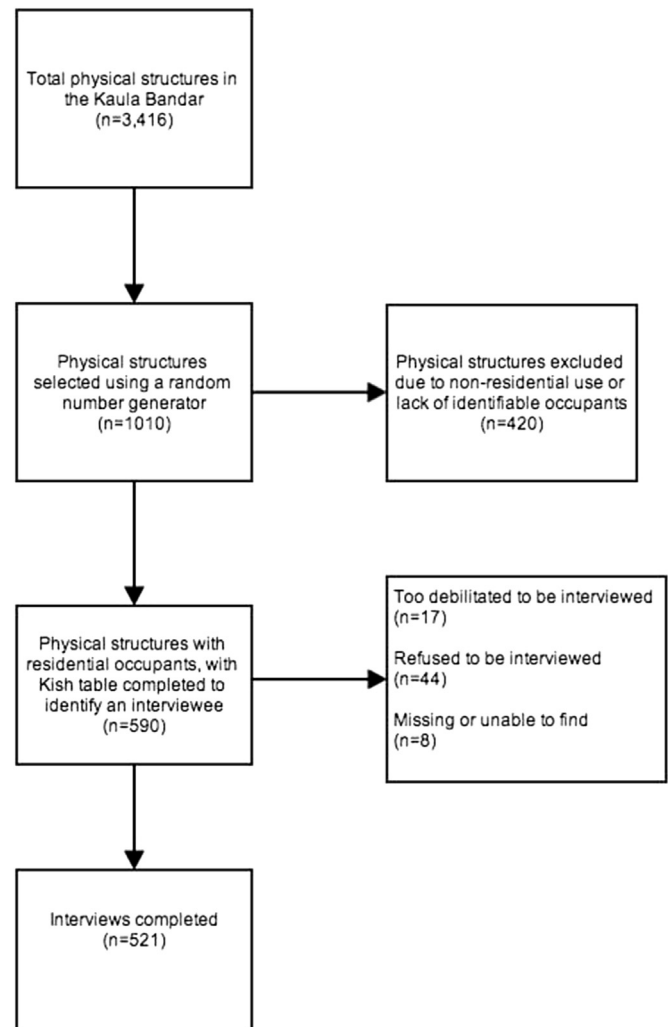 Total physical structures in
the Kaula Bandar
(n=3,416)
Physical structures
selected using a random
number generator
(n=1010)
Physical structures excluded
due to non-residential use or
lack of identifiable occupants
(n=420)
Physical structures with
residential occupants, with
Kish table completed to
identify an interviewee
(n=590)
Too debilitated to be interviewed
(n=17)
Refused to be interviewed
(n=44)
Missing or unable to find
(n=8)
Interviews completed
(n=521)